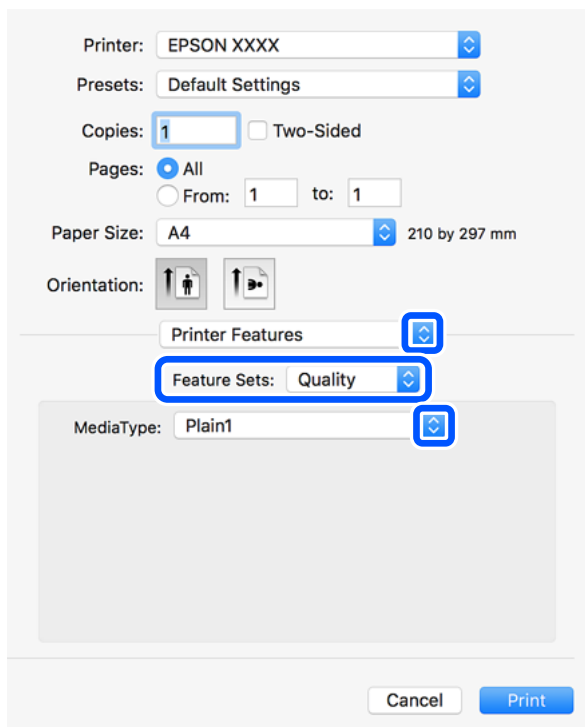 Printer: EPSON XXXX
Presets: Default Settings
Copies: 1 Two-Sided
Pages: All
From: 1 to: 1
Paper Size: A4 210 by 297 mm
Orientation:
Printer Features
Feature Sets: Quality
MediaType: Plain1
Cancel Print